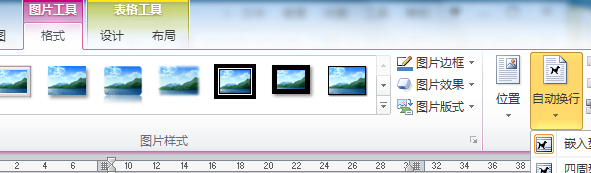 图片工具 表格工具
格式 设计 布局
图片边框
图片效果
图片版式
位置 自动换行
图片样式
嵌入
2 4 6 8 10 12 14 16 18 20 22 24 26 28 32 34 36 38
四周